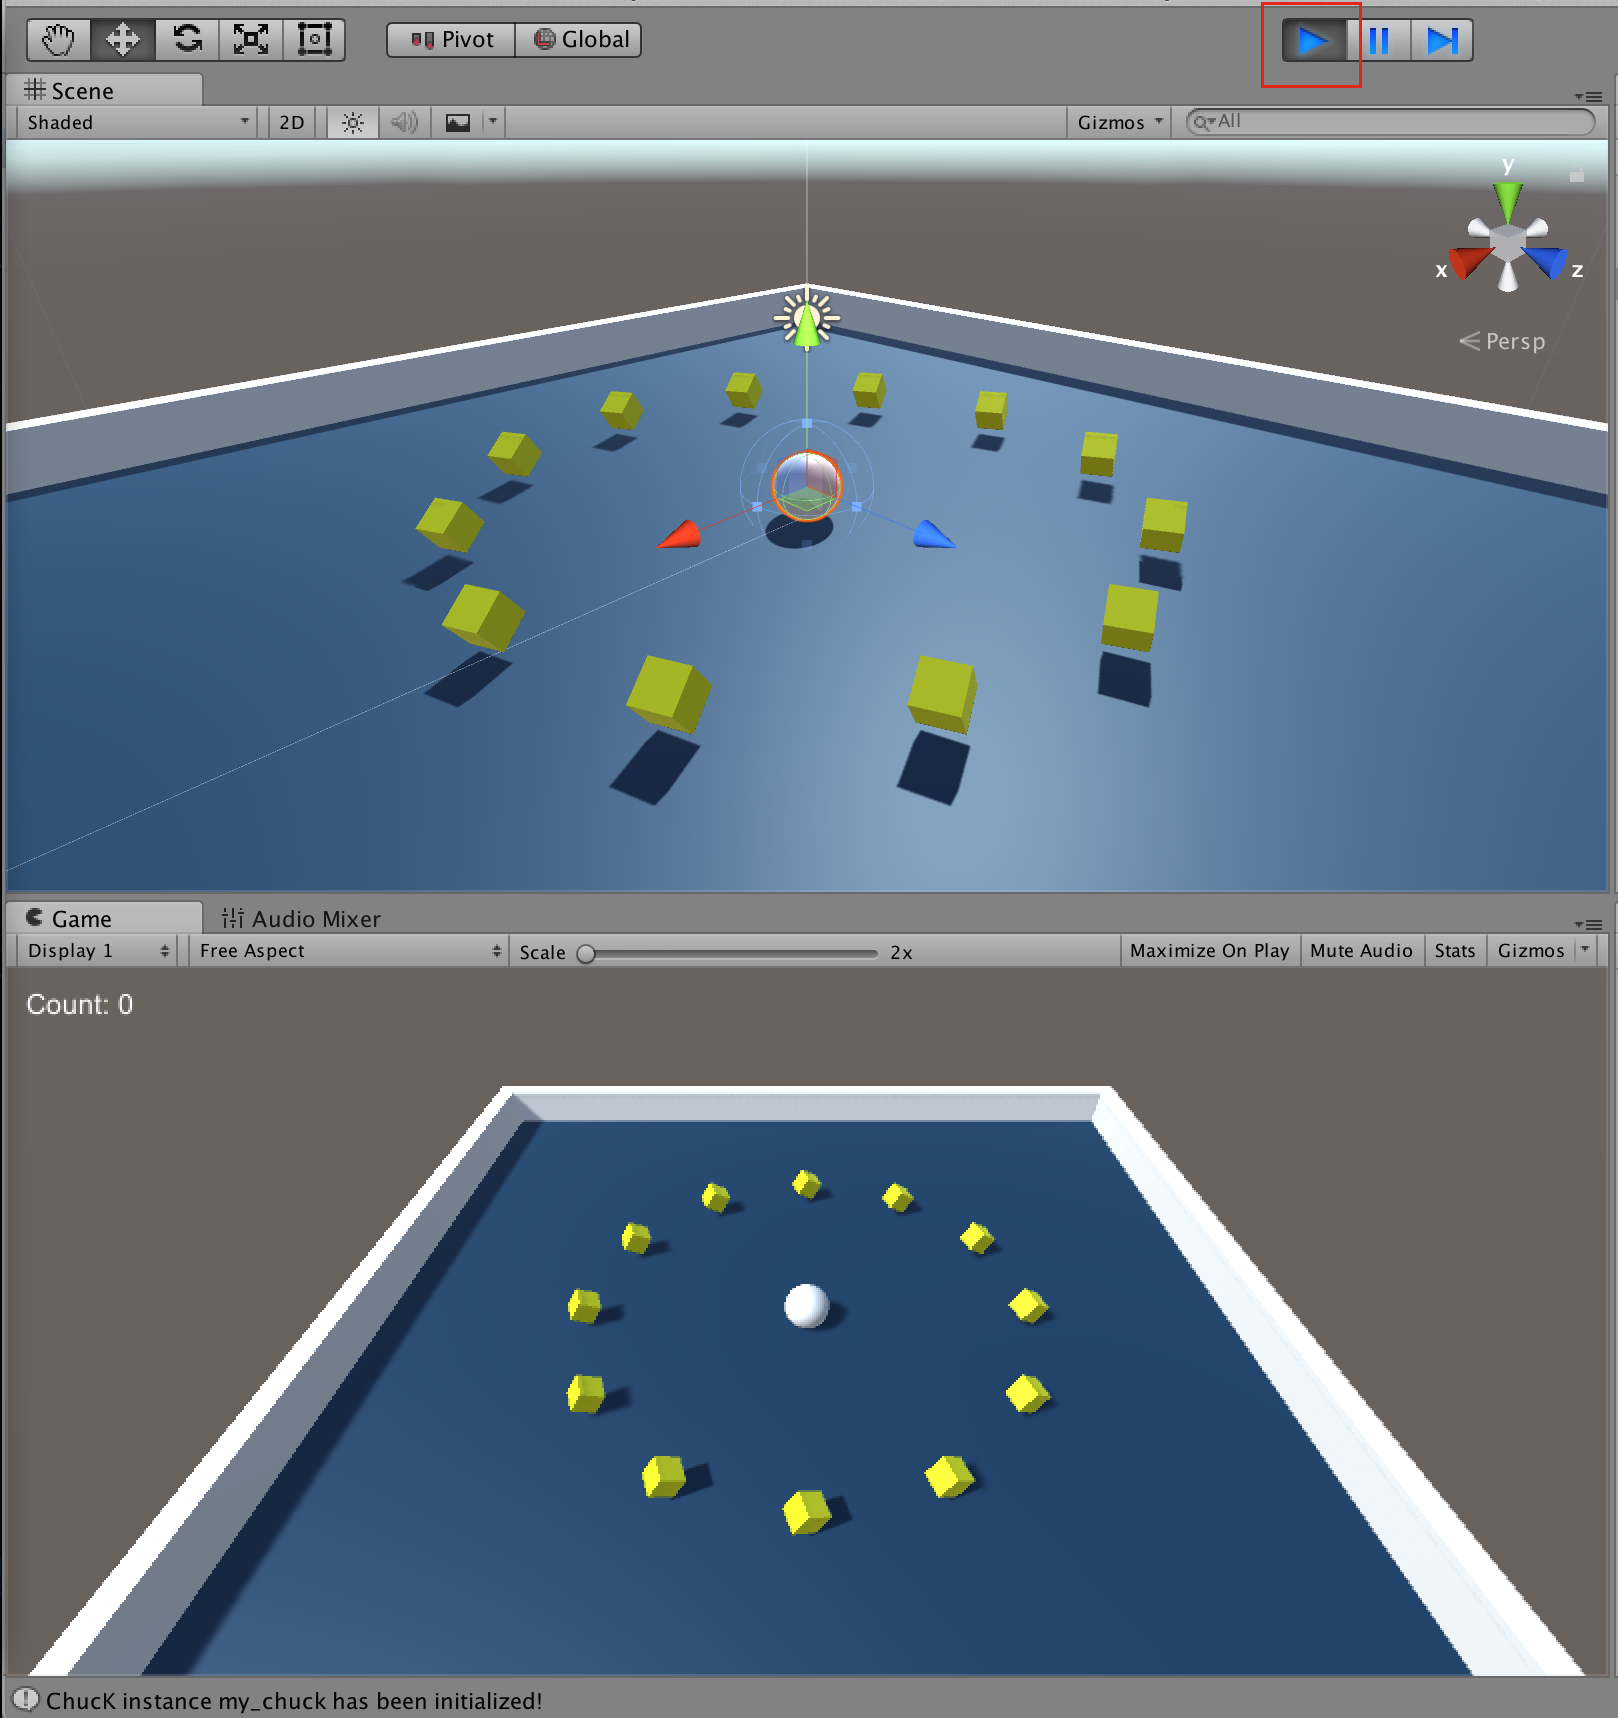 Pivot Global
Scene
Shaded 2D Gizmos All
y
x z
Persp
Game Audio Mixer
Display 1 Free Aspect Scale 2x Maximize On Play Mute Audio Stats Gizmos
Count: 0
ChucK instance my_chuck has been initialized!